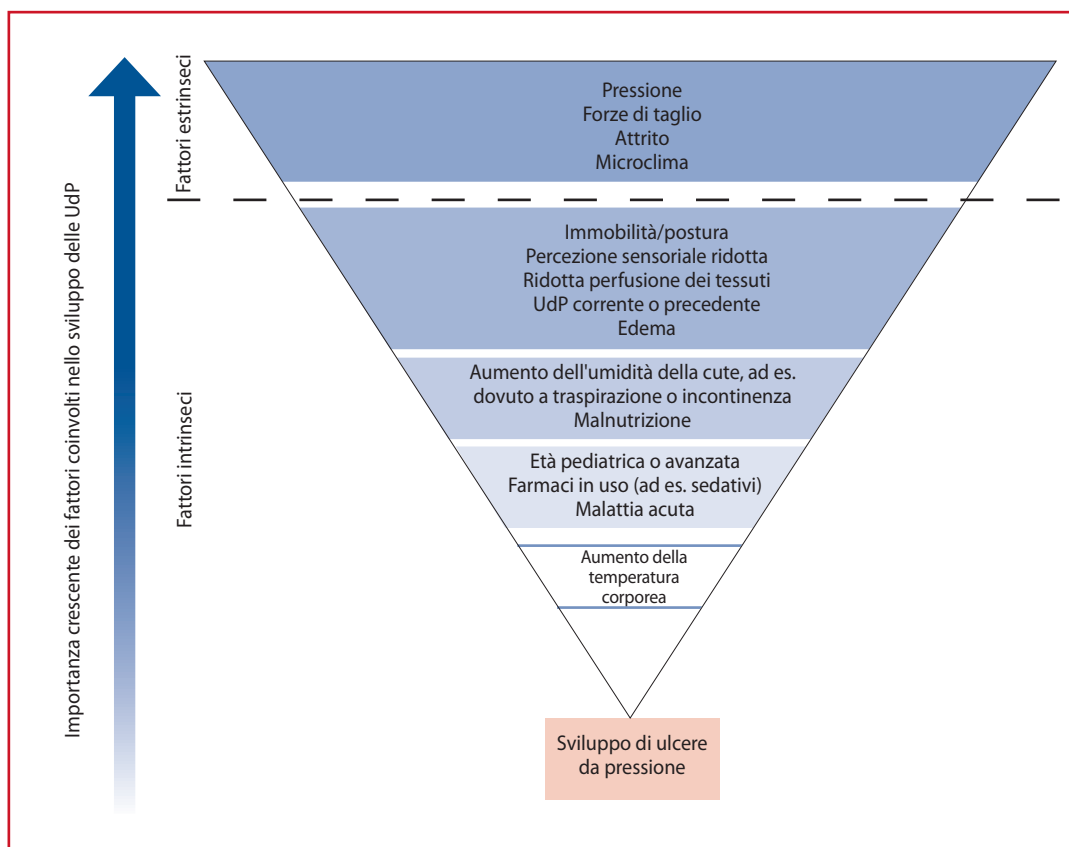 Importanza crescente dei fattori coinvolti nello sviluppo delle UdP
Fattori estrinseci
Pressione
Forze di taglio
Attrito
Microclima
Fattori intrinseci
Immobilità/postura
Percezione sensoriale ridotta
Ridotta perfusione dei tessuti
UdP corrente o precedente
Edema
Aumento dell'umidità della cute, ad es.
dovuto a traspirazione o incontinenza
Malnutrizione
Età pediatrica o avanzata
Farmaci in uso (ad es. sedativi)
Malattia acuta
Aumento della
temperatura
corporea
Sviluppo di ulcere
da pressione